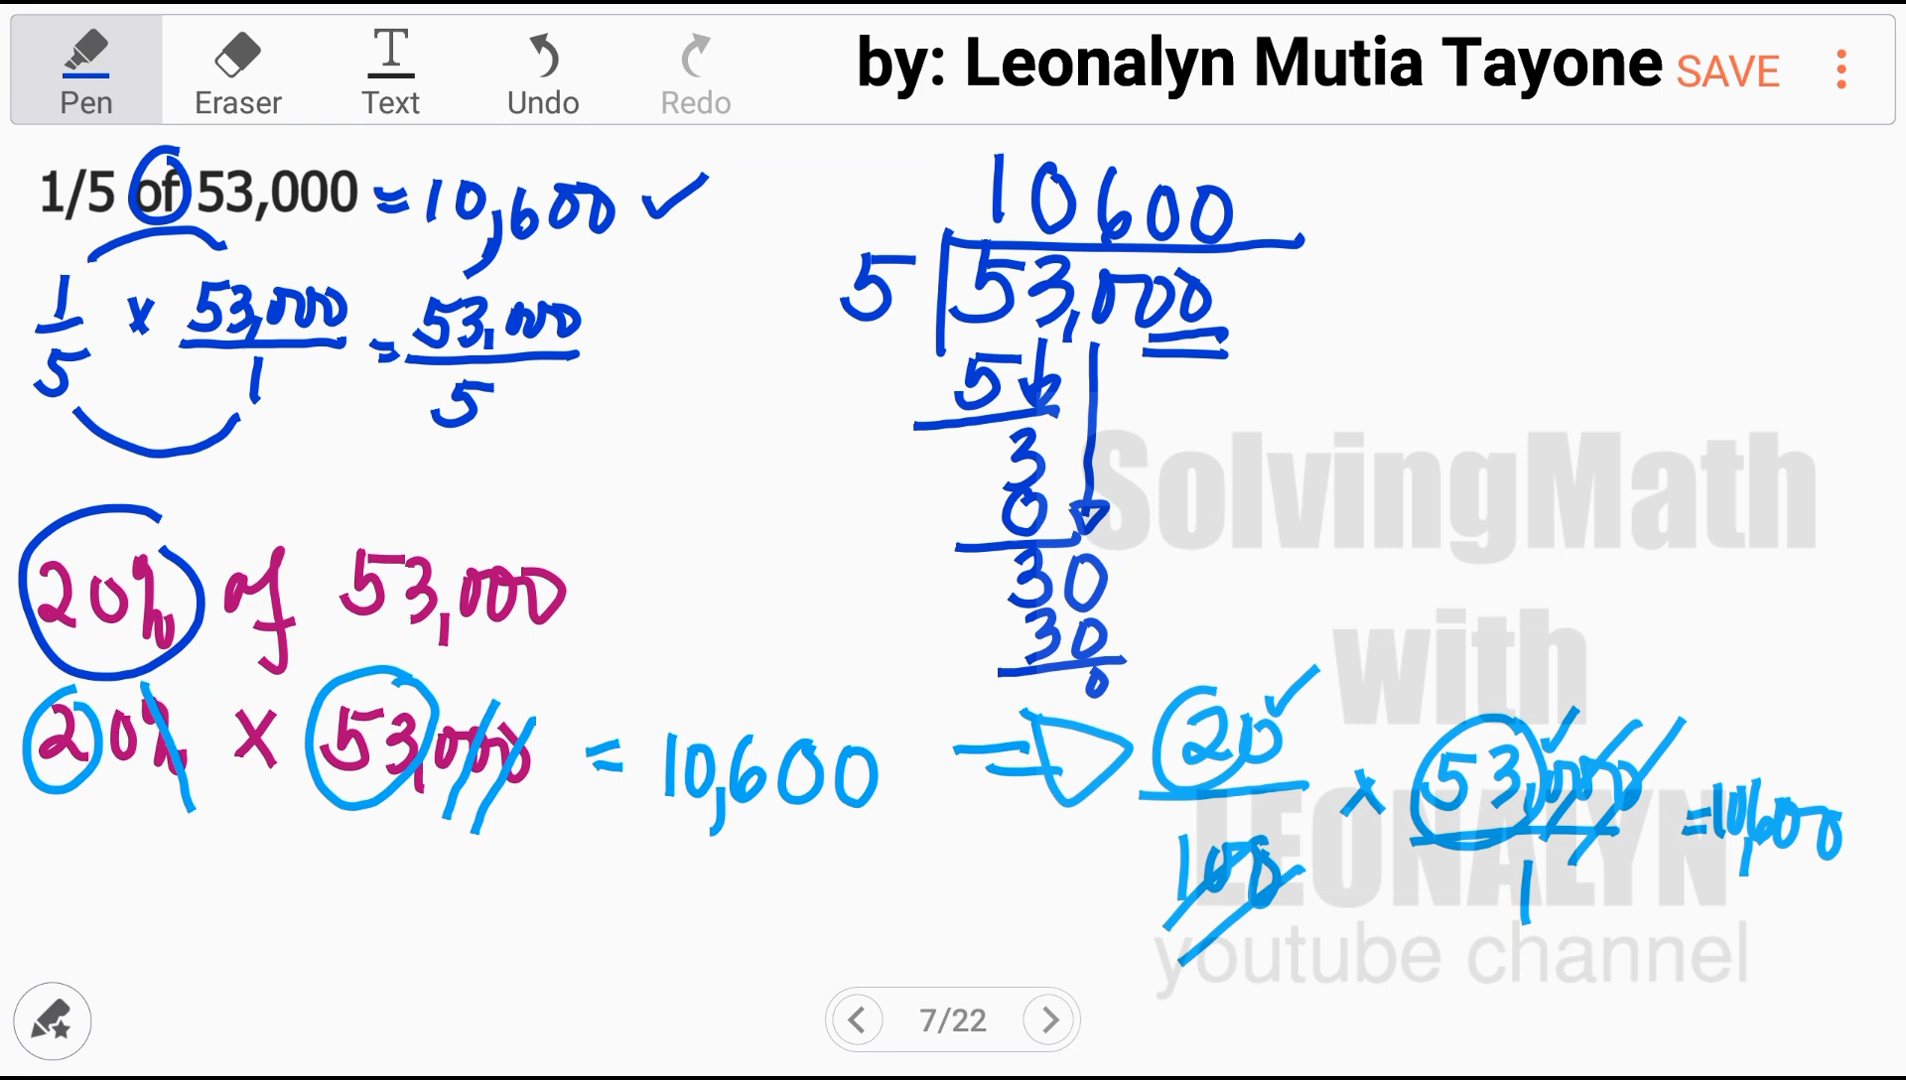 Pen Eraser Text Undo Redo by: Leonalyn Mutia Tayone SAVE
1/5 of 53,000 = 10,600 ✓
1/5 × 53,000/1 = 53,000/5
10600
5 53,000
5
3
0
30
30
0
20% of 53,000
20% × 53,000 = 10,600 ⇒ 20/100 × 53,000/1 = 10,600
SolvingMath
with
LEONALYN
youtube channel
7/22